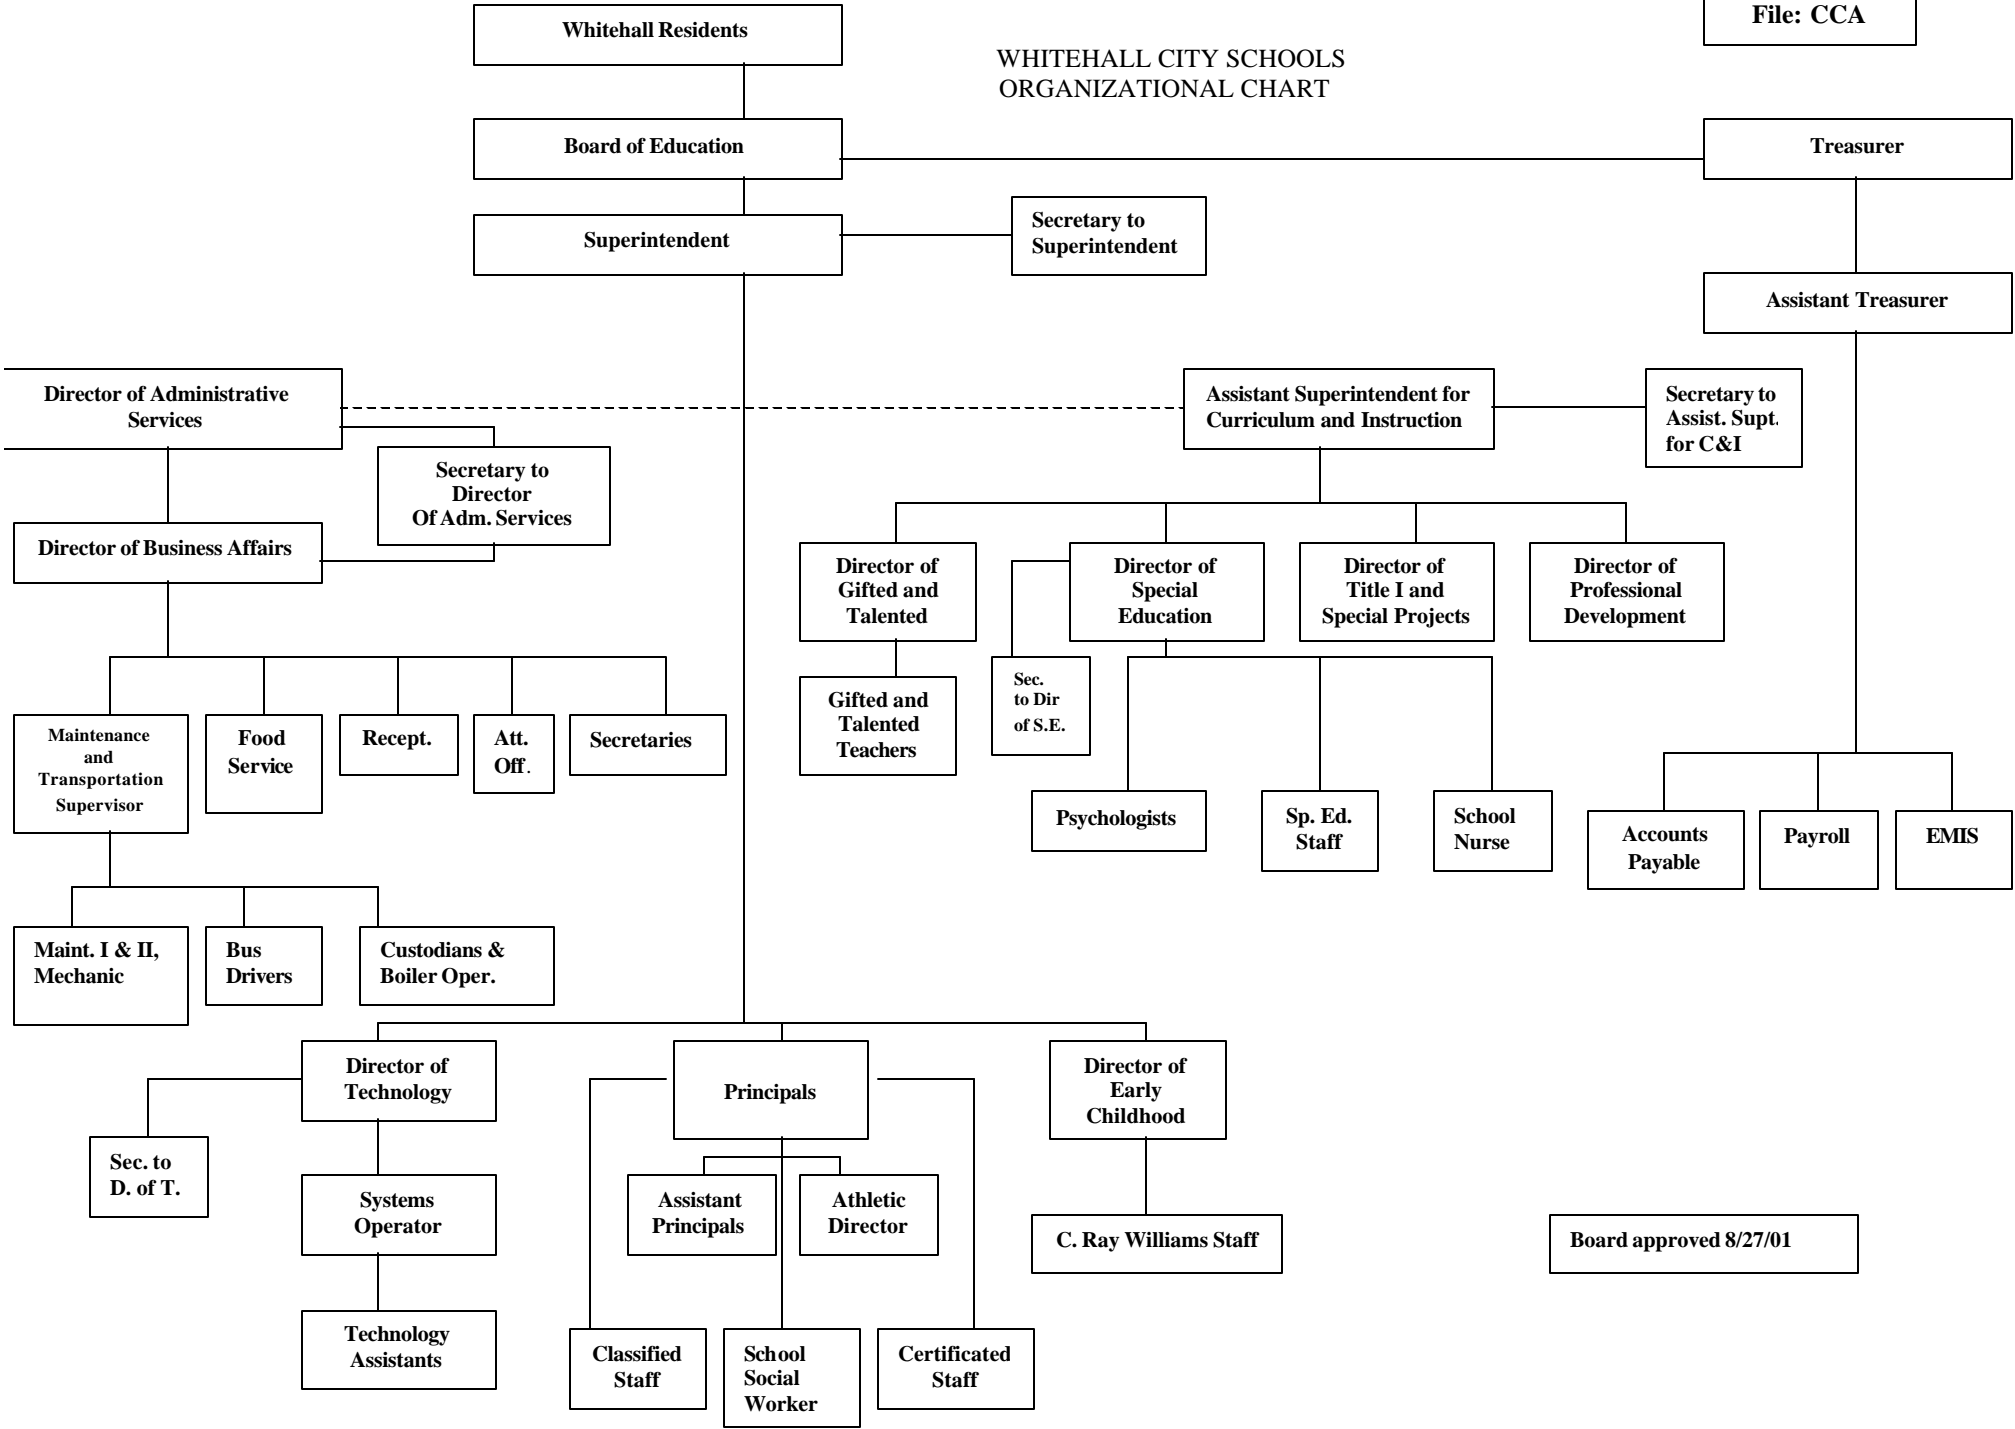 File: CCA
Whitehall Residents
WHITEHALL CITY SCHOOLS
ORGANIZATIONAL CHART
Board of Education
Treasurer
Superintendent
Secretary to
Superintendent
Assistant Treasurer
Director of Administrative
Services
Assistant Superintendent for
Curriculum and Instruction
Secretary to
Assist. Supt.
for C&I
Secretary to
Director
Of Adm. Services
Director of Business Affairs
Director of
Gifted and
Talented
Director of
Special
Education
Director of
Title I and
Special Projects
Director of
Professional
Development
Gifted and
Talented
Teachers
Sec.
to Dir
of S.E.
Maintenance
and
Transportation
Supervisor
Food
Service
Recept.
Att.
Off.
Secretaries
Psychologists
Sp. Ed.
Staff
School
Nurse
Accounts
Payable
Payroll
EMIS
Maint. I & II,
Mechanic
Bus
Drivers
Custodians &
Boiler Oper.
Director of
Technology
Principals
Director of
Early
Childhood
Sec. to
D. of T.
Systems
Operator
Assistant
Principals
Athletic
Director
C. Ray Williams Staff
Board approved 8/27/01
Technology
Assistants
Classified
Staff
School
Social
Worker
Certificated
Staff